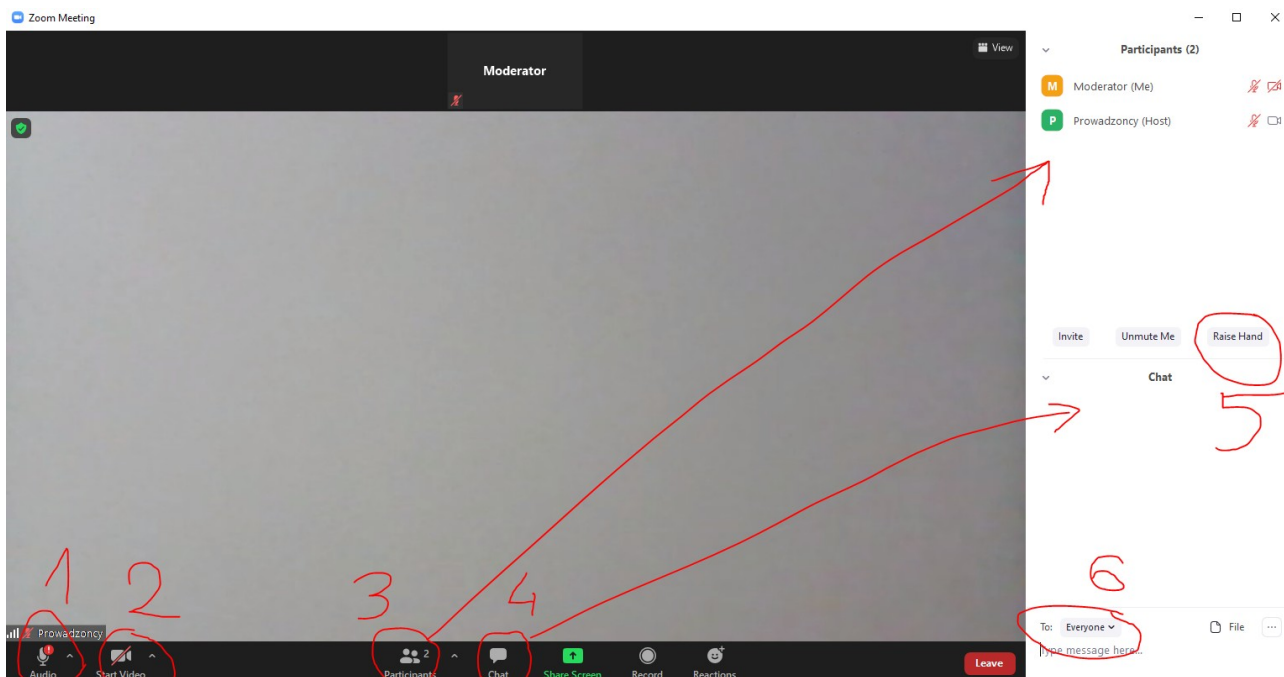 Zoom Meeting
Moderator
View
Participants (2)
M Moderator (Me)
P Prowadzoncy (Host)
Invite Unmute Me Raise Hand
Chat
5
1 2 3 4
6
Prowadzoncy
To: Everyone File
Type message here...
Audio Start Video Participants 2 Chat Share Screen Record Reactions Leave